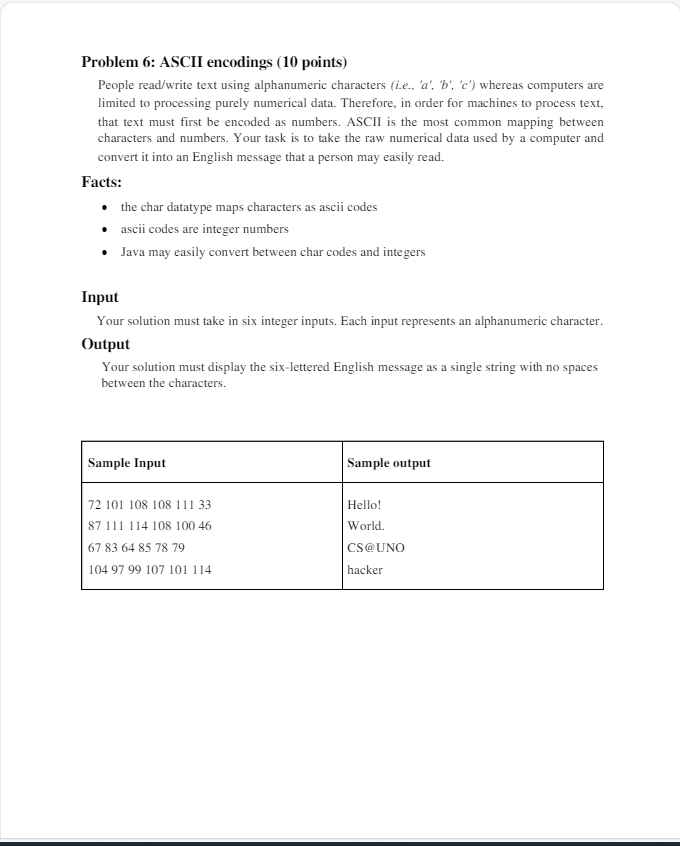 Problem 6: ASCII encodings (10 points)
People read/write text using alphanumeric characters (i.e., 'a', 'b', 'c') whereas computers are
limited to processing purely numerical data. Therefore, in order for machines to process text,
that text must first be encoded as numbers. ASCII is the most common mapping between
characters and numbers. Your task is to take the raw numerical data used by a computer and
convert it into an English message that a person may easily read.
Facts:
• the char datatype maps characters as ascii codes
• ascii codes are integer numbers
• Java may easily convert between char codes and integers
Input
Your solution must take in six integer inputs. Each input represents an alphanumeric character.
Output
Your solution must display the six-lettered English message as a single string with no spaces
between the characters.
Sample Input Sample output
72 101 108 108 111 33 Hello!
87 111 114 108 100 46 World.
67 83 64 85 78 79 CS@UNO
104 97 99 107 101 114 hacker